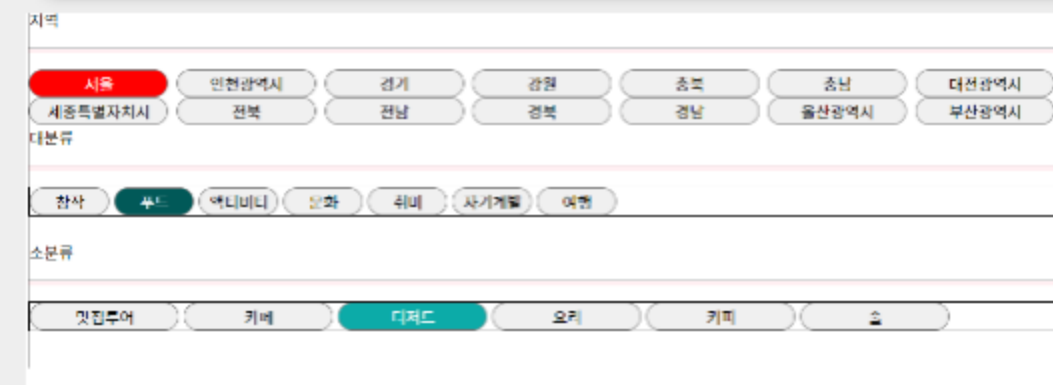 지역
서울 인천광역시 경기 강원 충북 충남 대전광역시
세종특별자치시 전북 전남 경북 경남 울산광역시 부산광역시
대분류
창작 푸드 액티비티 문화 취미 자기계발 여행
소분류
맛집투어 카페 디저트 요리 커피 술